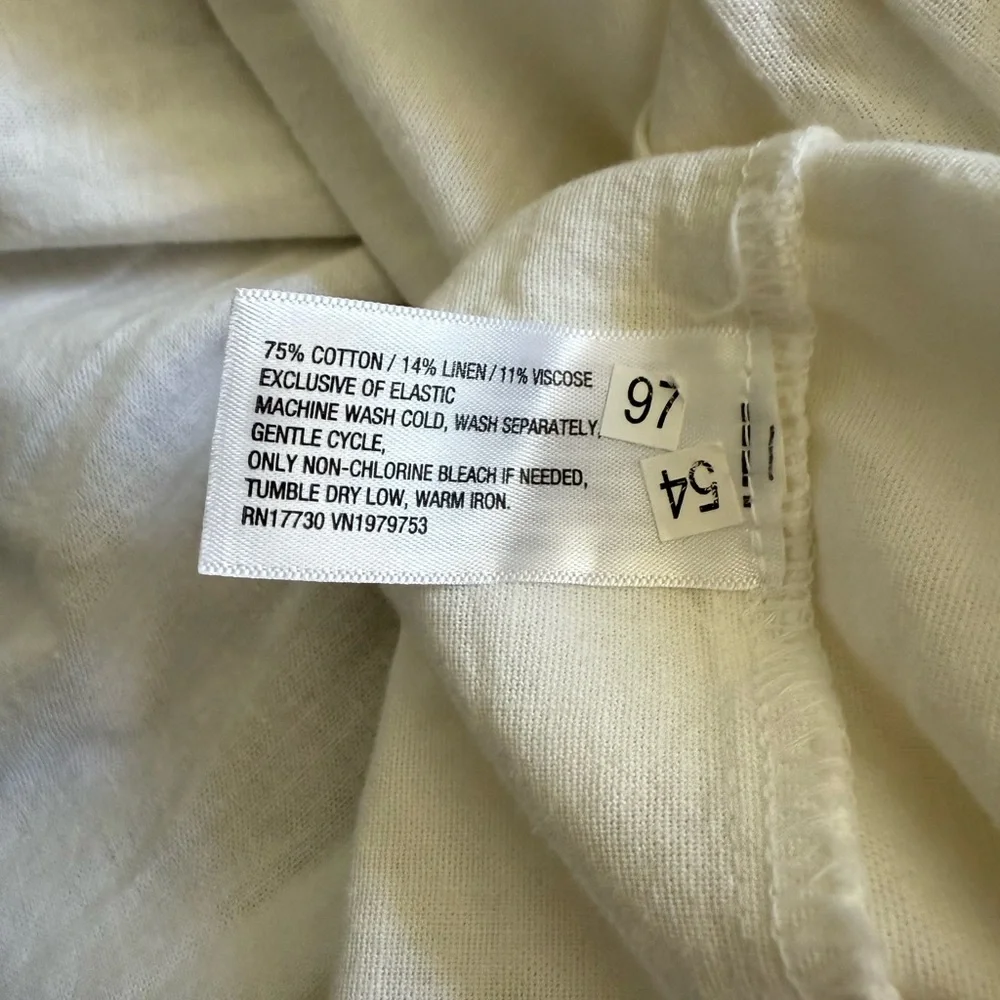 75% COTTON / 14% LINEN / 11% VISCOSE
EXCLUSIVE OF ELASTIC
MACHINE WASH COLD, WASH SEPARATELY,
GENTLE CYCLE,
ONLY NON-CHLORINE BLEACH IF NEEDED,
TUMBLE DRY LOW, WARM IRON.
RN17730 VN1979753
97
54